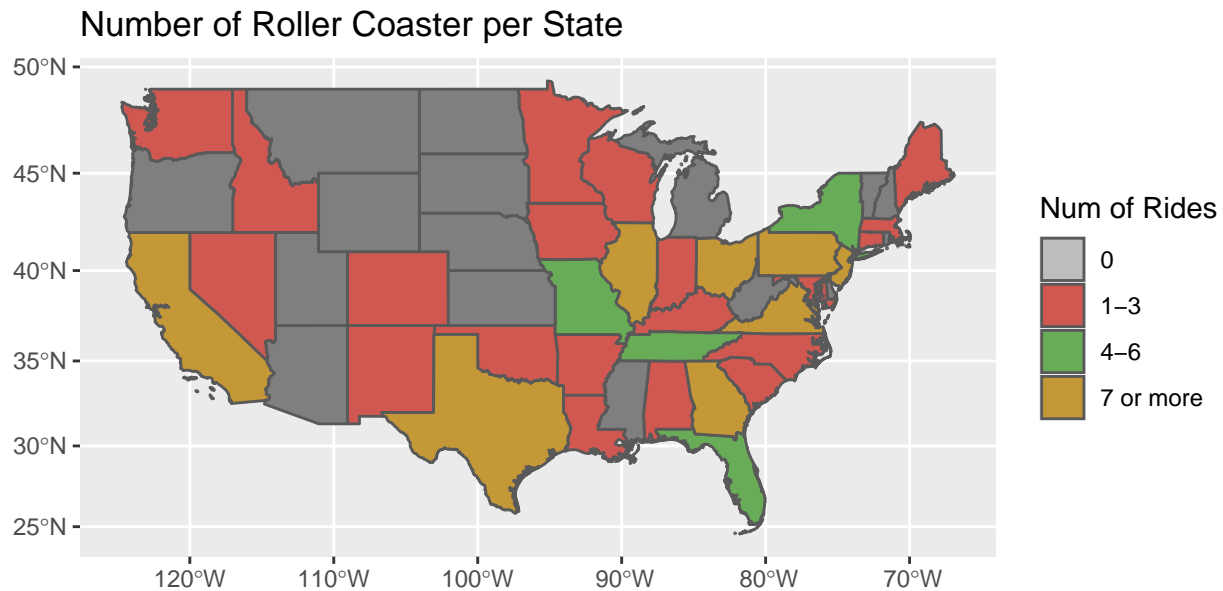 Number of Roller Coaster per State
50°N
45°N
40°N
35°N
30°N
25°N
120°W 110°W 100°W 90°W 80°W 70°W
Num of Rides
0
1–3
4–6
7 or more